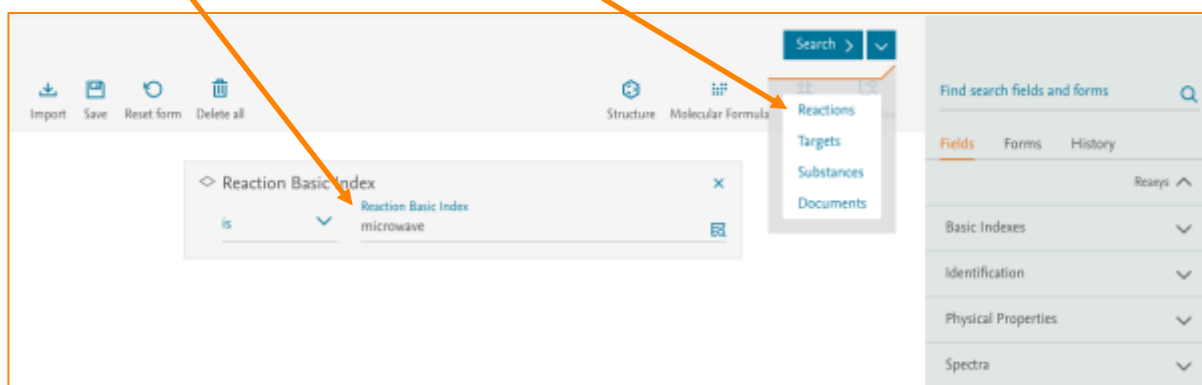 Search
Import Save Reset form Delete all
Structure Molecular Formula
Reactions
Targets
Substances
Documents
Reaction Basic Index
is
Reaction Basic Index
microwave
Find search fields and forms
Fields Forms History
Reaxys
Basic Indexes
Identification
Physical Properties
Spectra